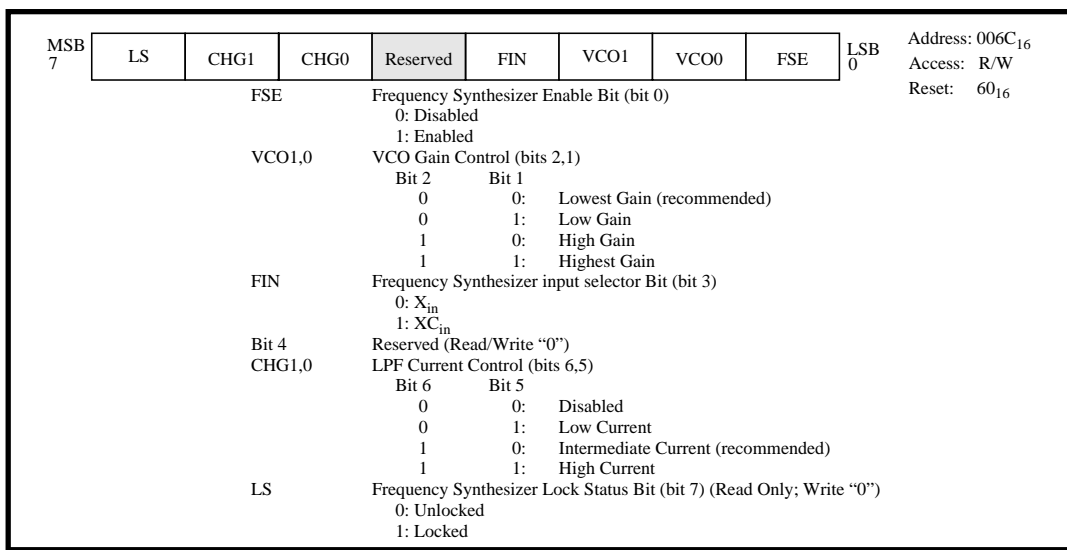 MSB 7 LS CHG1 CHG0 Reserved FIN VCO1 VCO0 FSE LSB 0
Address: 006C16
Access: R/W
Reset: 6016
FSE Frequency Synthesizer Enable Bit (bit 0)
0: Disabled
1: Enabled
VCO1,0 VCO Gain Control (bits 2,1)
Bit 2 Bit 1
0 0: Lowest Gain (recommended)
0 1: Low Gain
1 0: High Gain
1 1: Highest Gain
FIN Frequency Synthesizer input selector Bit (bit 3)
0: Xin
1: XCin
Bit 4 Reserved (Read/Write “0”)
CHG1,0 LPF Current Control (bits 6,5)
Bit 6 Bit 5
0 0: Disabled
0 1: Low Current
1 0: Intermediate Current (recommended)
1 1: High Current
LS Frequency Synthesizer Lock Status Bit (bit 7) (Read Only; Write “0”)
0: Unlocked
1: Locked